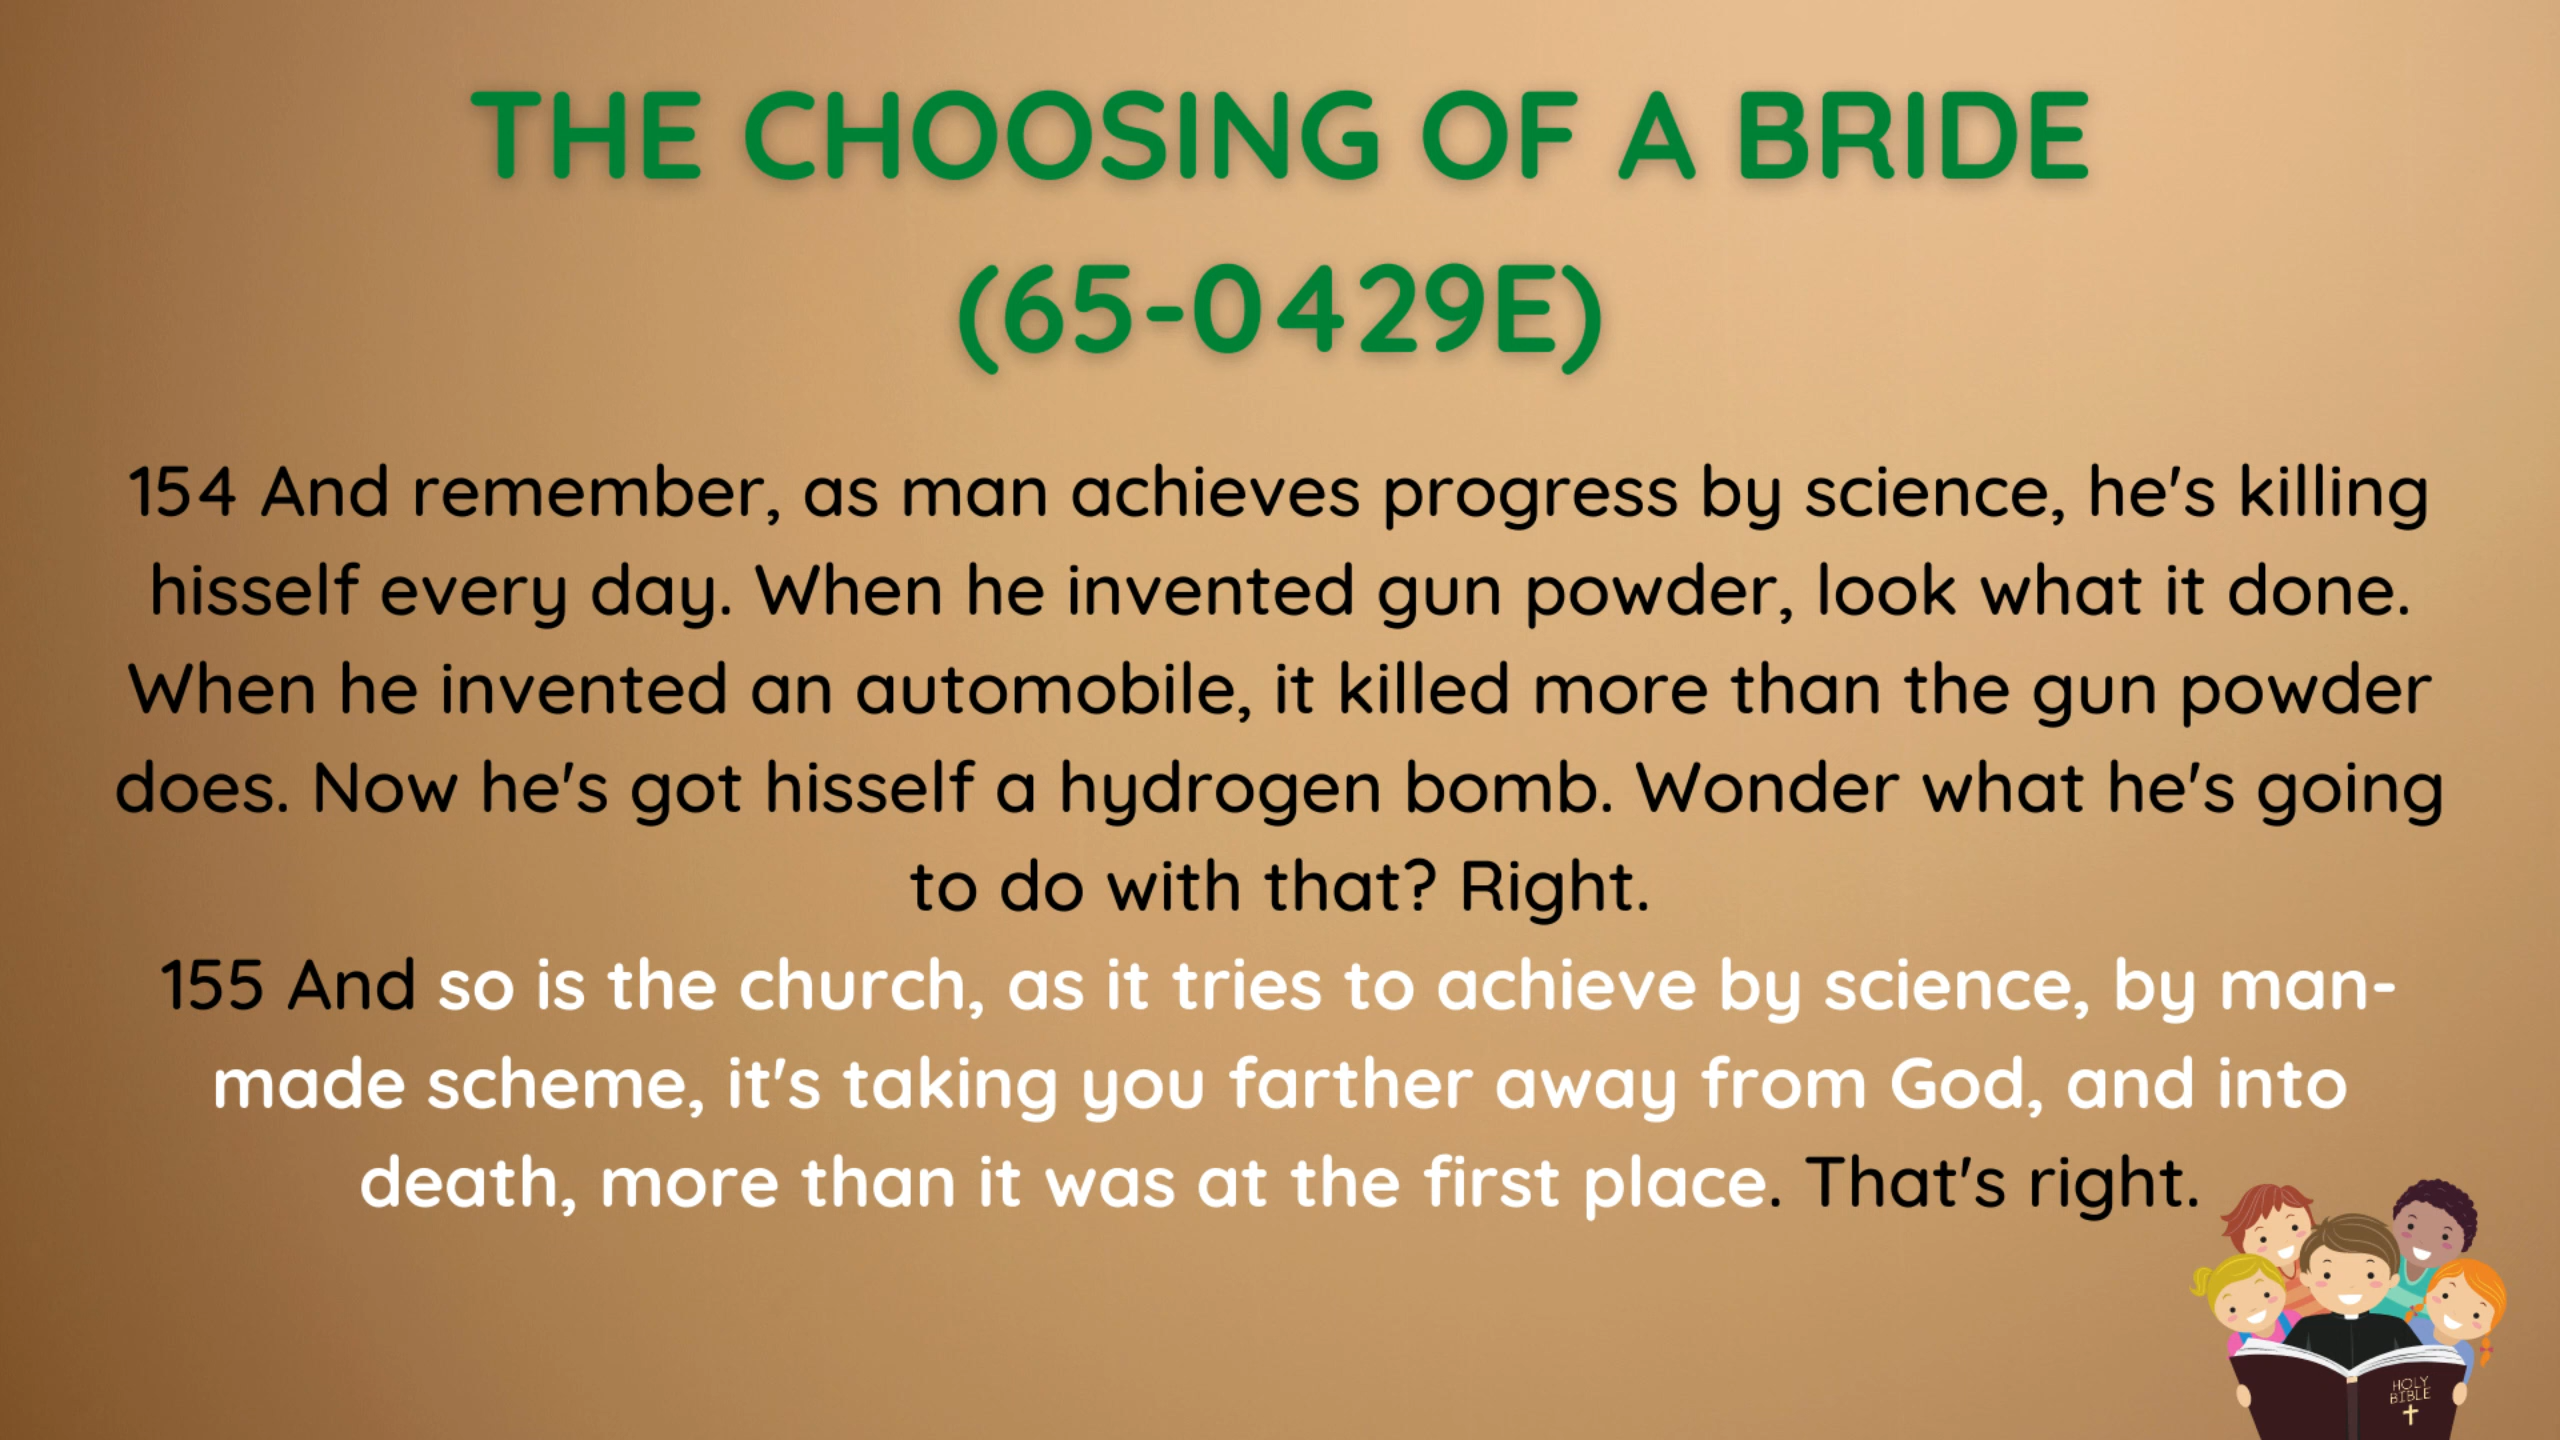 THE CHOOSING OF A BRIDE
(65-0429E)
154 And remember, as man achieves progress by science, he's killing
hisself every day. When he invented gun powder, look what it done.
When he invented an automobile, it killed more than the gun powder
does. Now he's got hisself a hydrogen bomb. Wonder what he's going
to do with that? Right.
155 And so is the church, as it tries to achieve by science, by man-
made scheme, it's taking you farther away from God, and into
death, more than it was at the first place. That's right.
HOLY
BIBLE